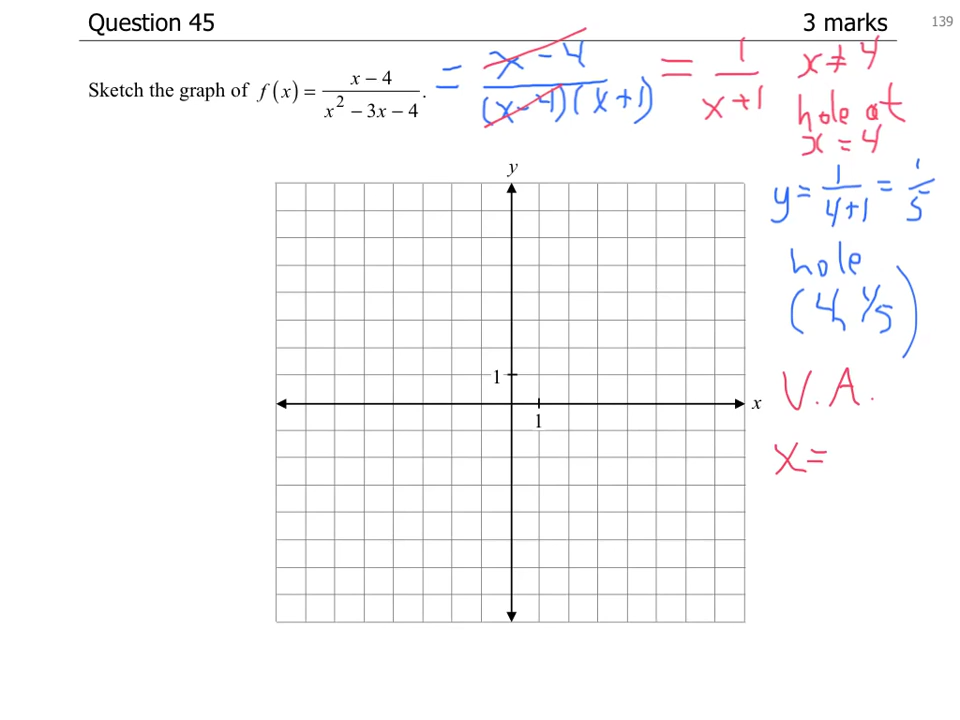 Question 45 3 marks 139
Sketch the graph of f(x) = (x − 4)/(x² − 3x − 4). = (x − 4)/((x − 4)(x + 1)) = 1/(x + 1) x ≠ 4
hole at
x = 4
y = 1/(4+1) = 1/5
hole
(4, 1/5)
V.A.
x =
y
1
x
1